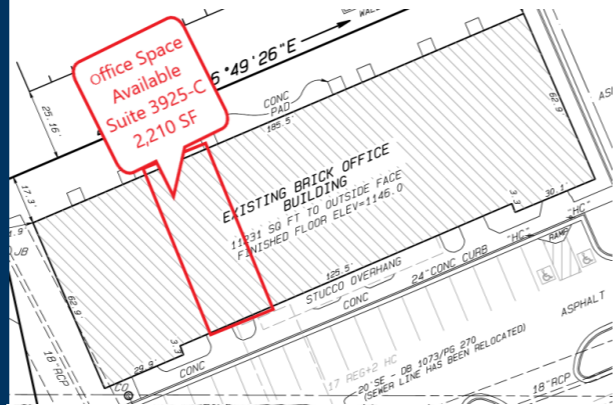 WALL
6°49'26"E
Office Space
Available
Suite 3925-C
2,210 SF
25.16'
CONC
PAD
185.5'
62.9'
17.3'
EXISTING BRICK OFFICE
BUILDING
11231 SQ FT TO OUTSIDE FACE
FINISHED FLOOR ELEV=1146.0
3.3'
30.1'
"HC"
"HC"
RAMP
1.9'
JB
62.9'
125.5'
STUCCO OVERHANG
CONC
24" CONC CURB
ASPHALT
18"RCP
3.3'
29.9'
CONC
CO
17 REG+2 HC
20'SE - DB 1073/PG 270
(SEWER LINE HAS BEEN RELOCATED)
18"RCP